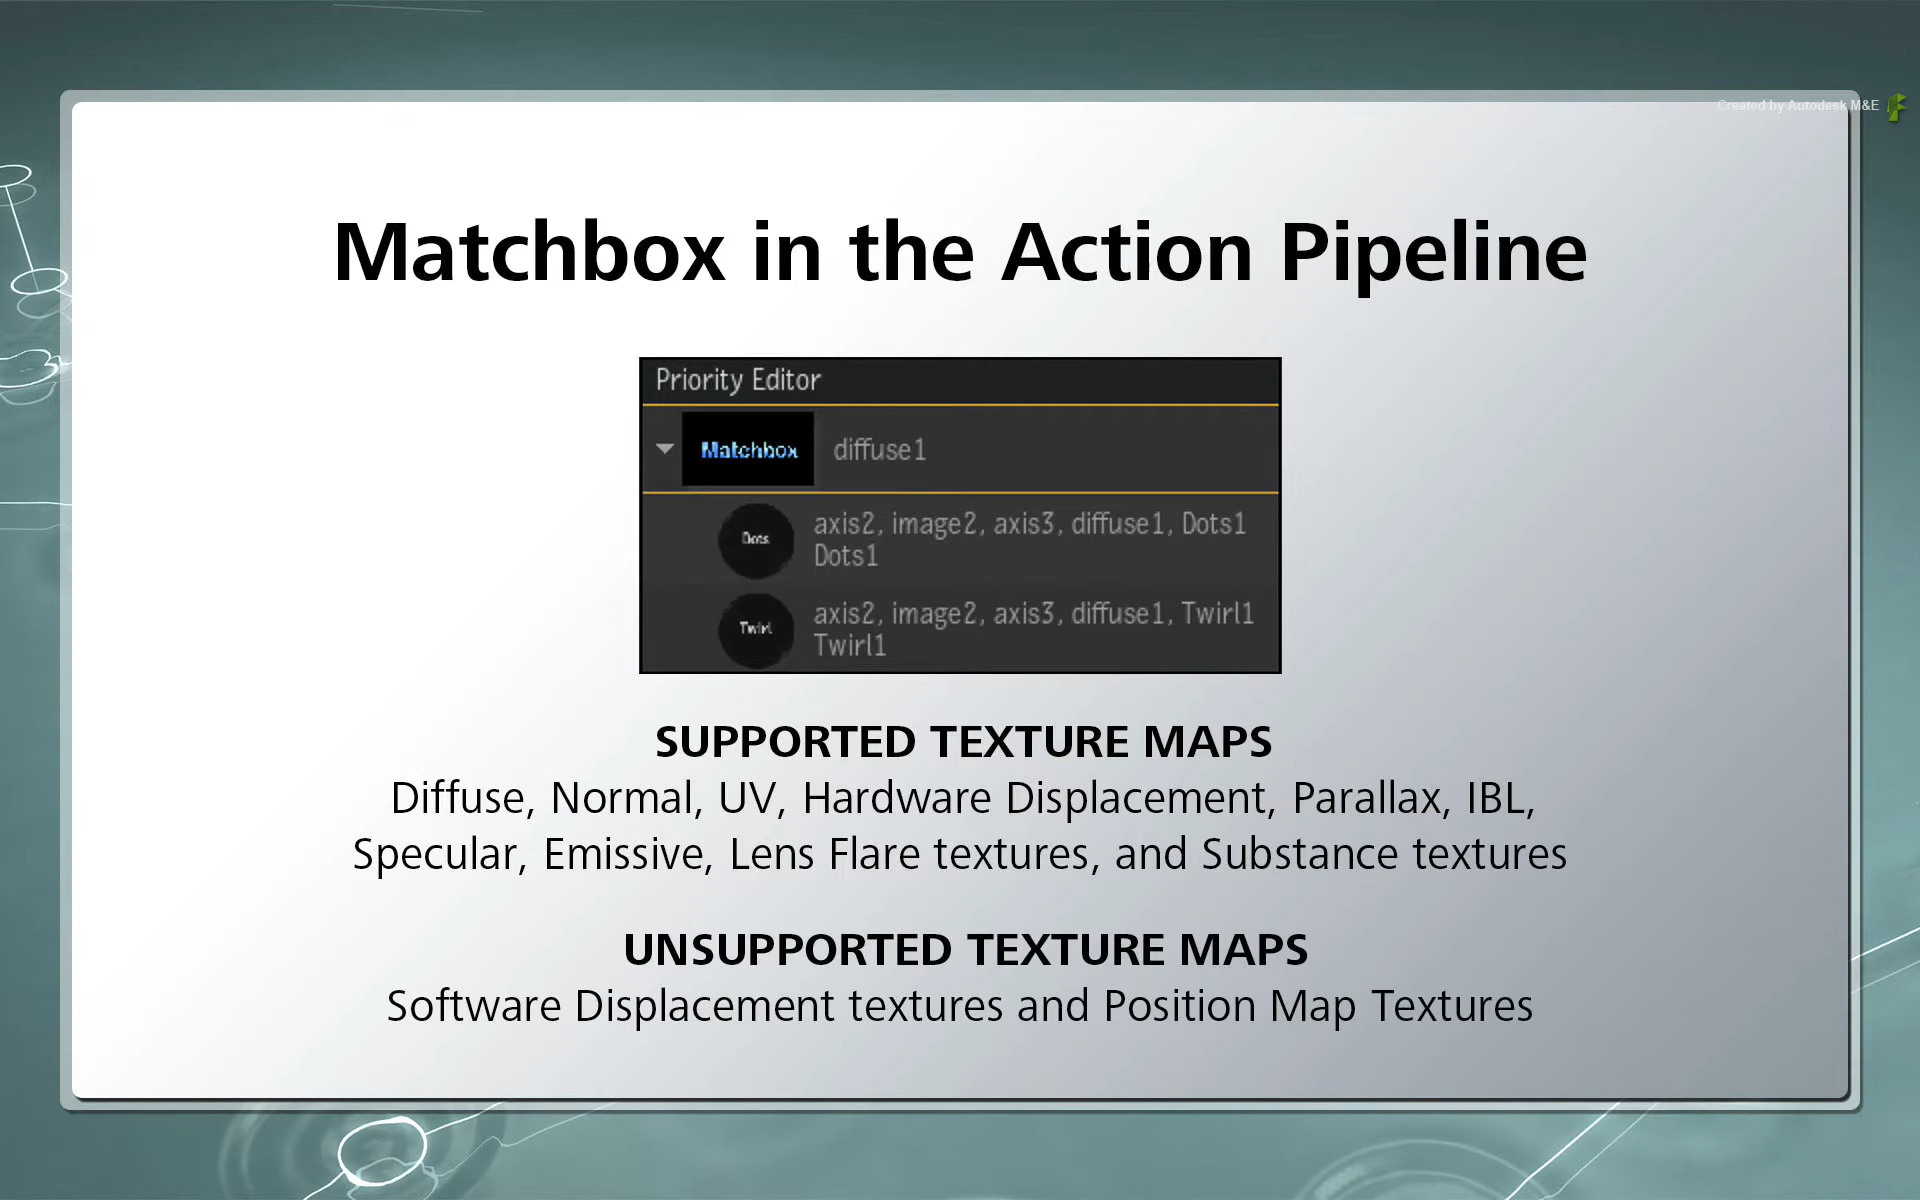 Created by Autodesk M&E
Matchbox in the Action Pipeline
Priority Editor
Matchbox diffuse1
Dots axis2, image2, axis3, diffuse1, Dots1
Dots1
Twirl axis2, image2, axis3, diffuse1, Twirl1
Twirl1
SUPPORTED TEXTURE MAPS
Diffuse, Normal, UV, Hardware Displacement, Parallax, IBL,
Specular, Emissive, Lens Flare textures, and Substance textures
UNSUPPORTED TEXTURE MAPS
Software Displacement textures and Position Map Textures